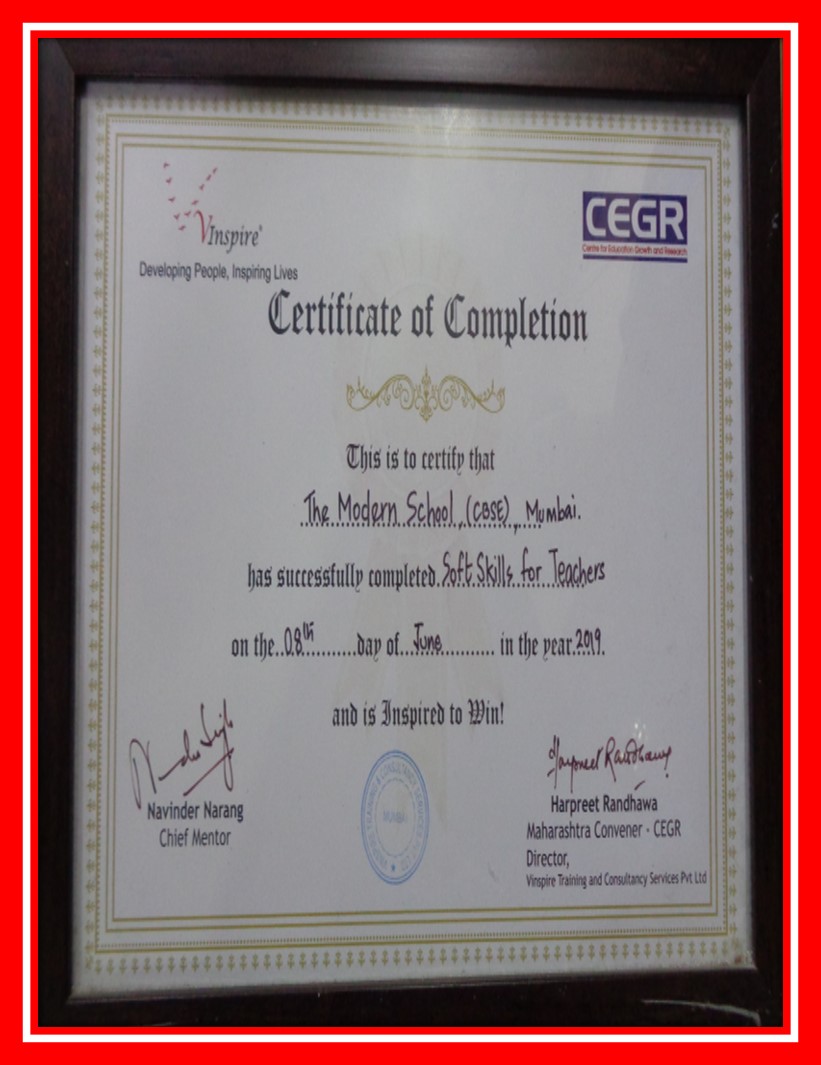 VInspire®
Developing People, Inspiring Lives
CEGR
Centre for Education Growth and Research
Certificate of Completion
This is to certify that
The Modern School, (CBSE), Mumbai.
has successfully completed Soft Skills for Teachers
on the 08th day of June in the year 2019.
and is Inspired to Win!
Navinder Narang
Chief Mentor
Harpreet Randhawa
Harpreet Randhawa
Maharashtra Convener - CEGR
Director,
Vinspire Training and Consultancy Services Pvt Ltd
MUMBAI